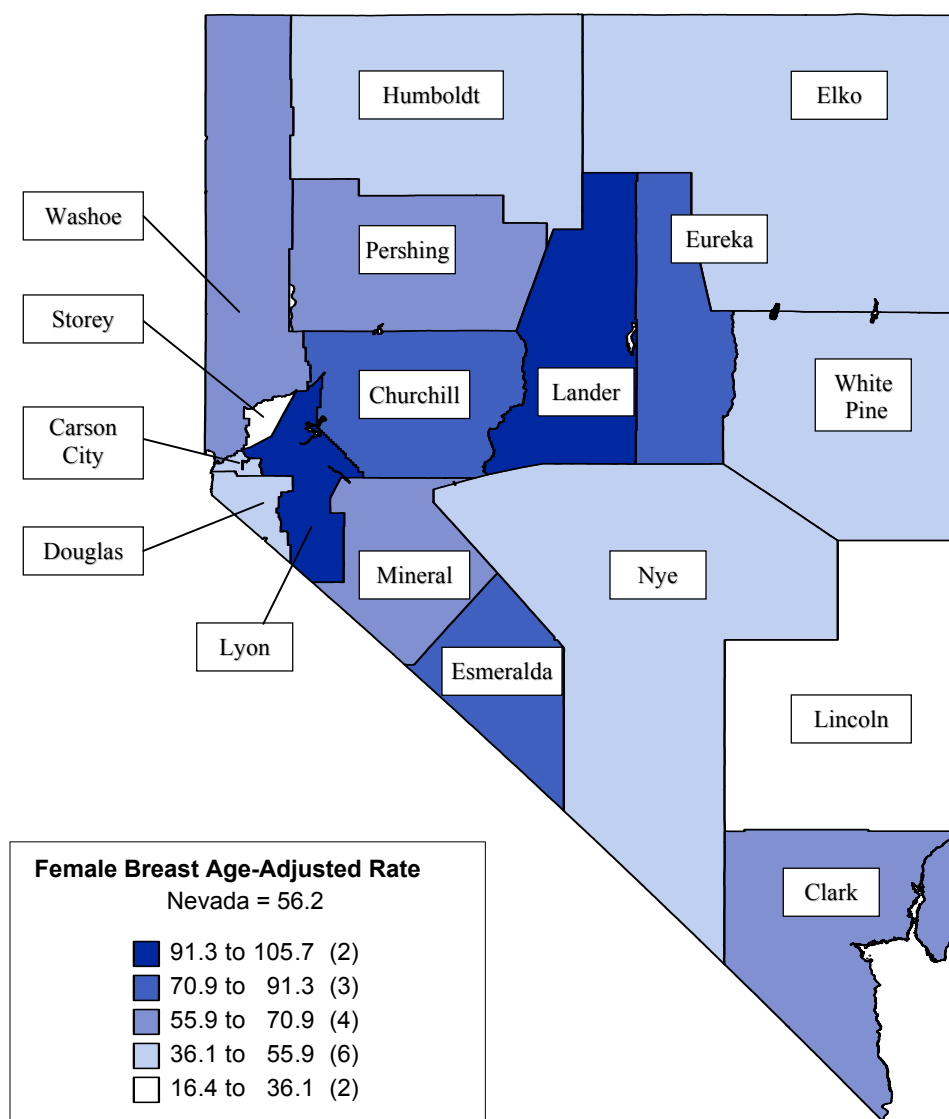 Humboldt
Elko
Washoe
Pershing
Eureka
Storey
Churchill
Lander
White
Pine
Carson
City
Douglas
Mineral
Nye
Lyon
Esmeralda
Lincoln
Clark
Female Breast Age-Adjusted Rate
Nevada = 56.2
91.3 to 105.7 (2)
70.9 to 91.3 (3)
55.9 to 70.9 (4)
36.1 to 55.9 (6)
16.4 to 36.1 (2)